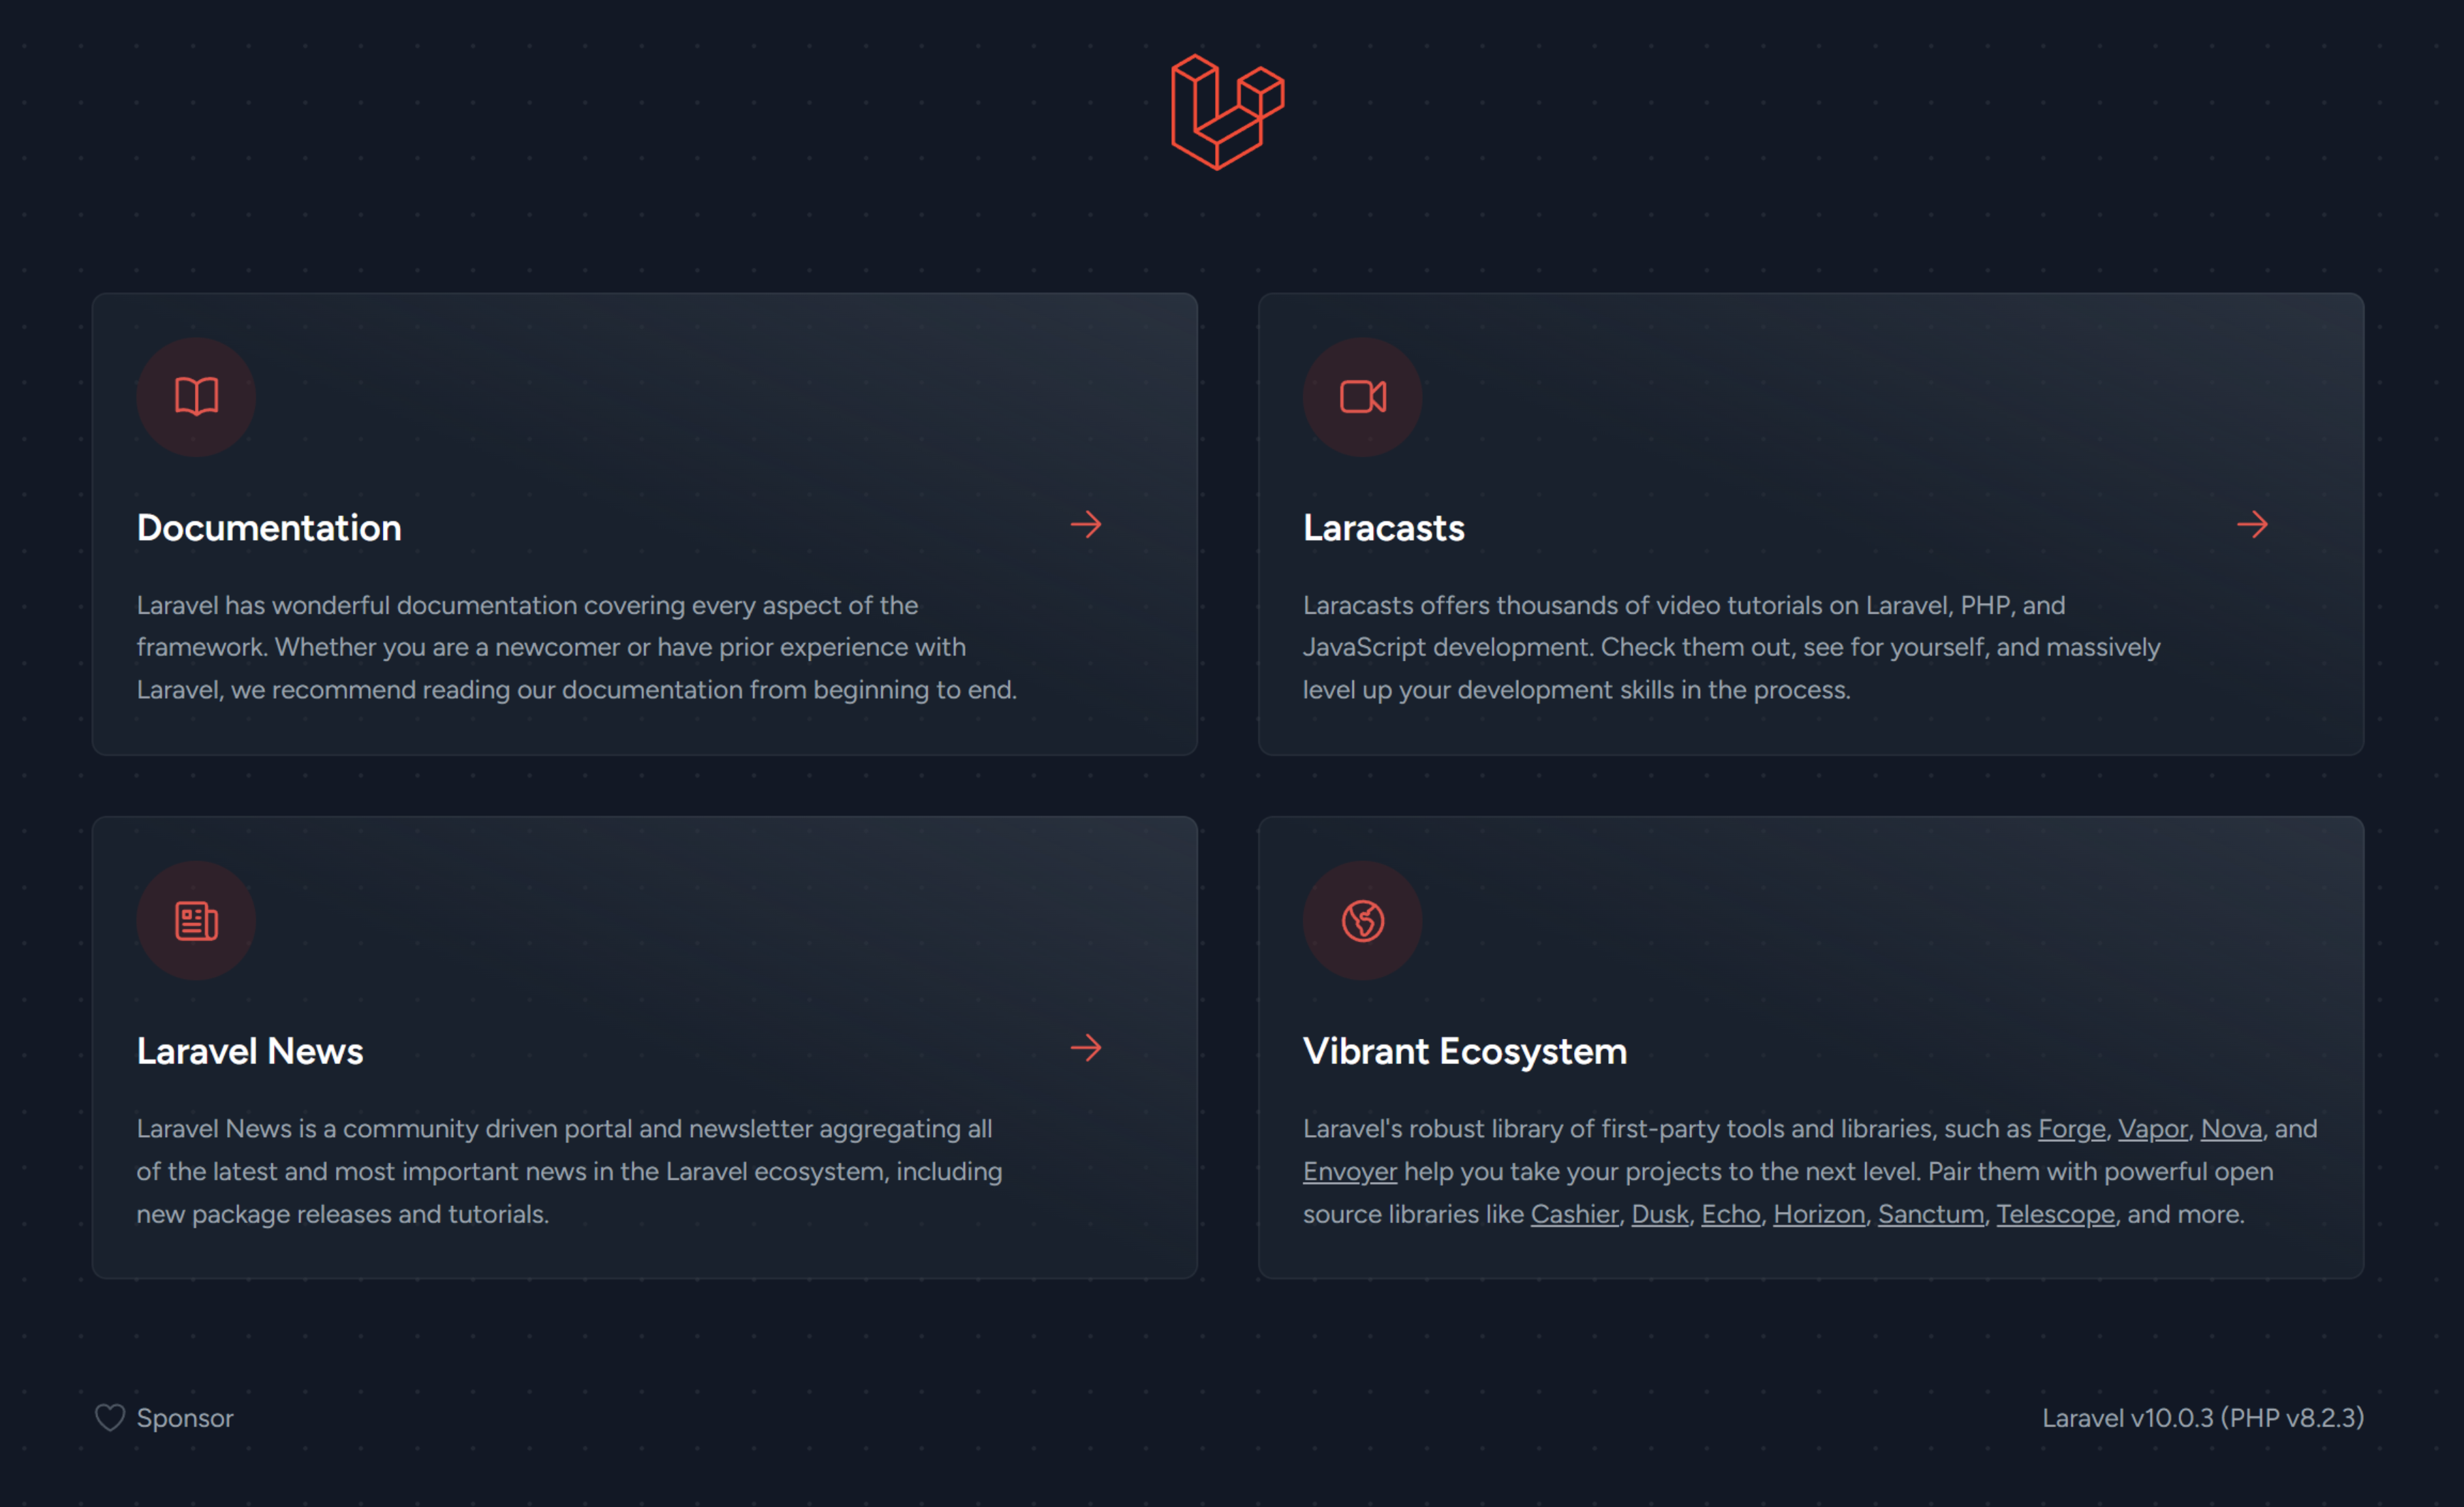 Documentation
Laravel has wonderful documentation covering every aspect of the
framework. Whether you are a newcomer or have prior experience with
Laravel, we recommend reading our documentation from beginning to end.
Laracasts
Laracasts offers thousands of video tutorials on Laravel, PHP, and
JavaScript development. Check them out, see for yourself, and massively
level up your development skills in the process.
Laravel News
Laravel News is a community driven portal and newsletter aggregating all
of the latest and most important news in the Laravel ecosystem, including
new package releases and tutorials.
Vibrant Ecosystem
Laravel's robust library of first-party tools and libraries, such as Forge, Vapor, Nova, and
Envoyer help you take your projects to the next level. Pair them with powerful open
source libraries like Cashier, Dusk, Echo, Horizon, Sanctum, Telescope, and more.
Sponsor
Laravel v10.0.3 (PHP v8.2.3)